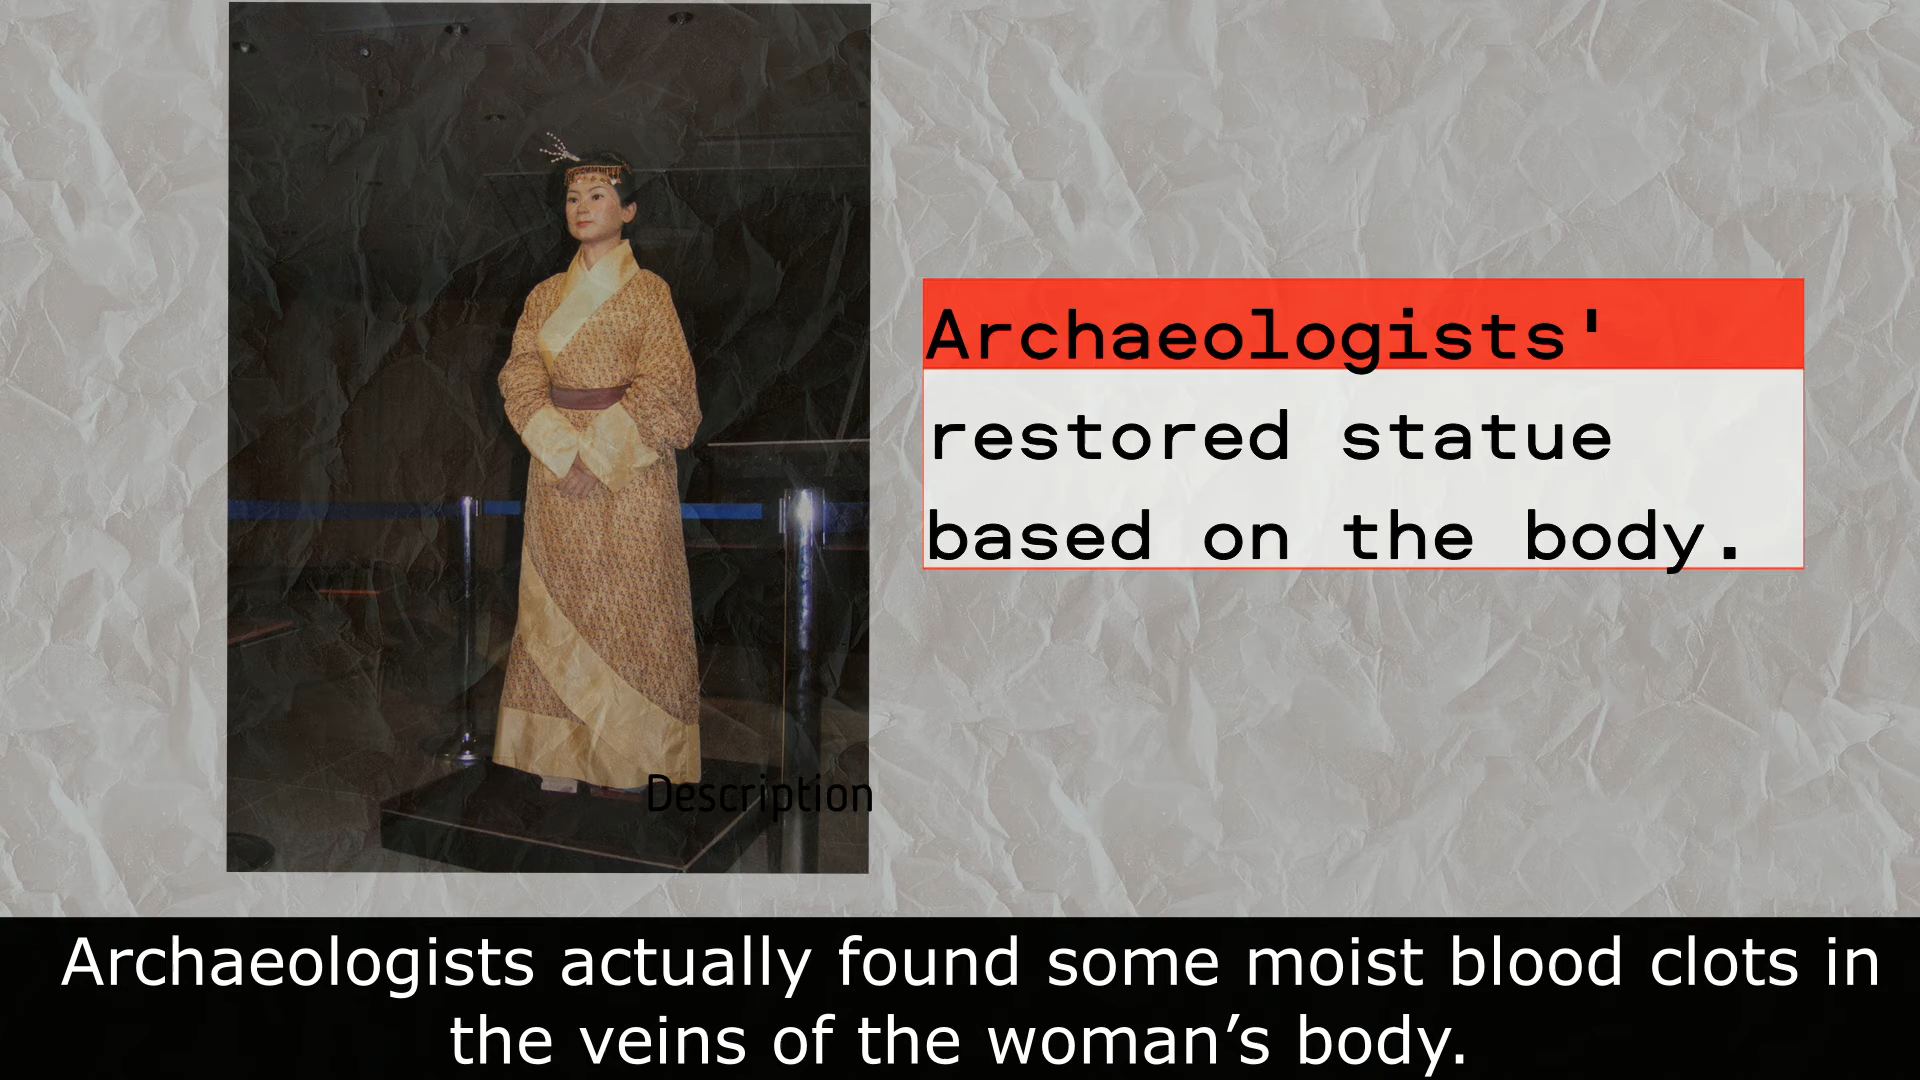 Archaeologists'
restored statue
based on the body.
Description
Archaeologists actually found some moist blood clots in
the veins of the woman’s body.